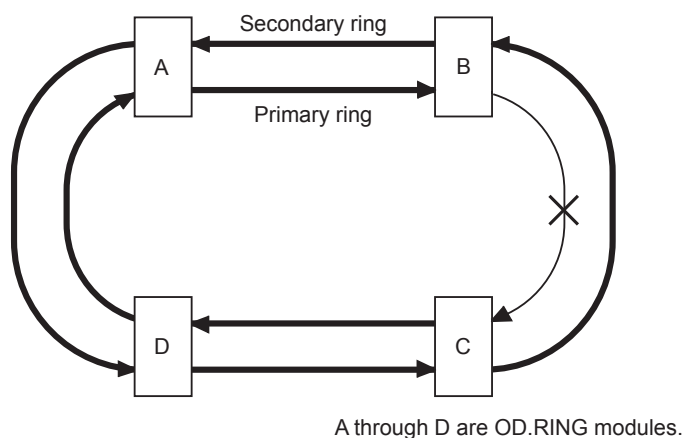 Secondary ring
A
B
Primary ring
D
C
A through D are OD.RING modules.